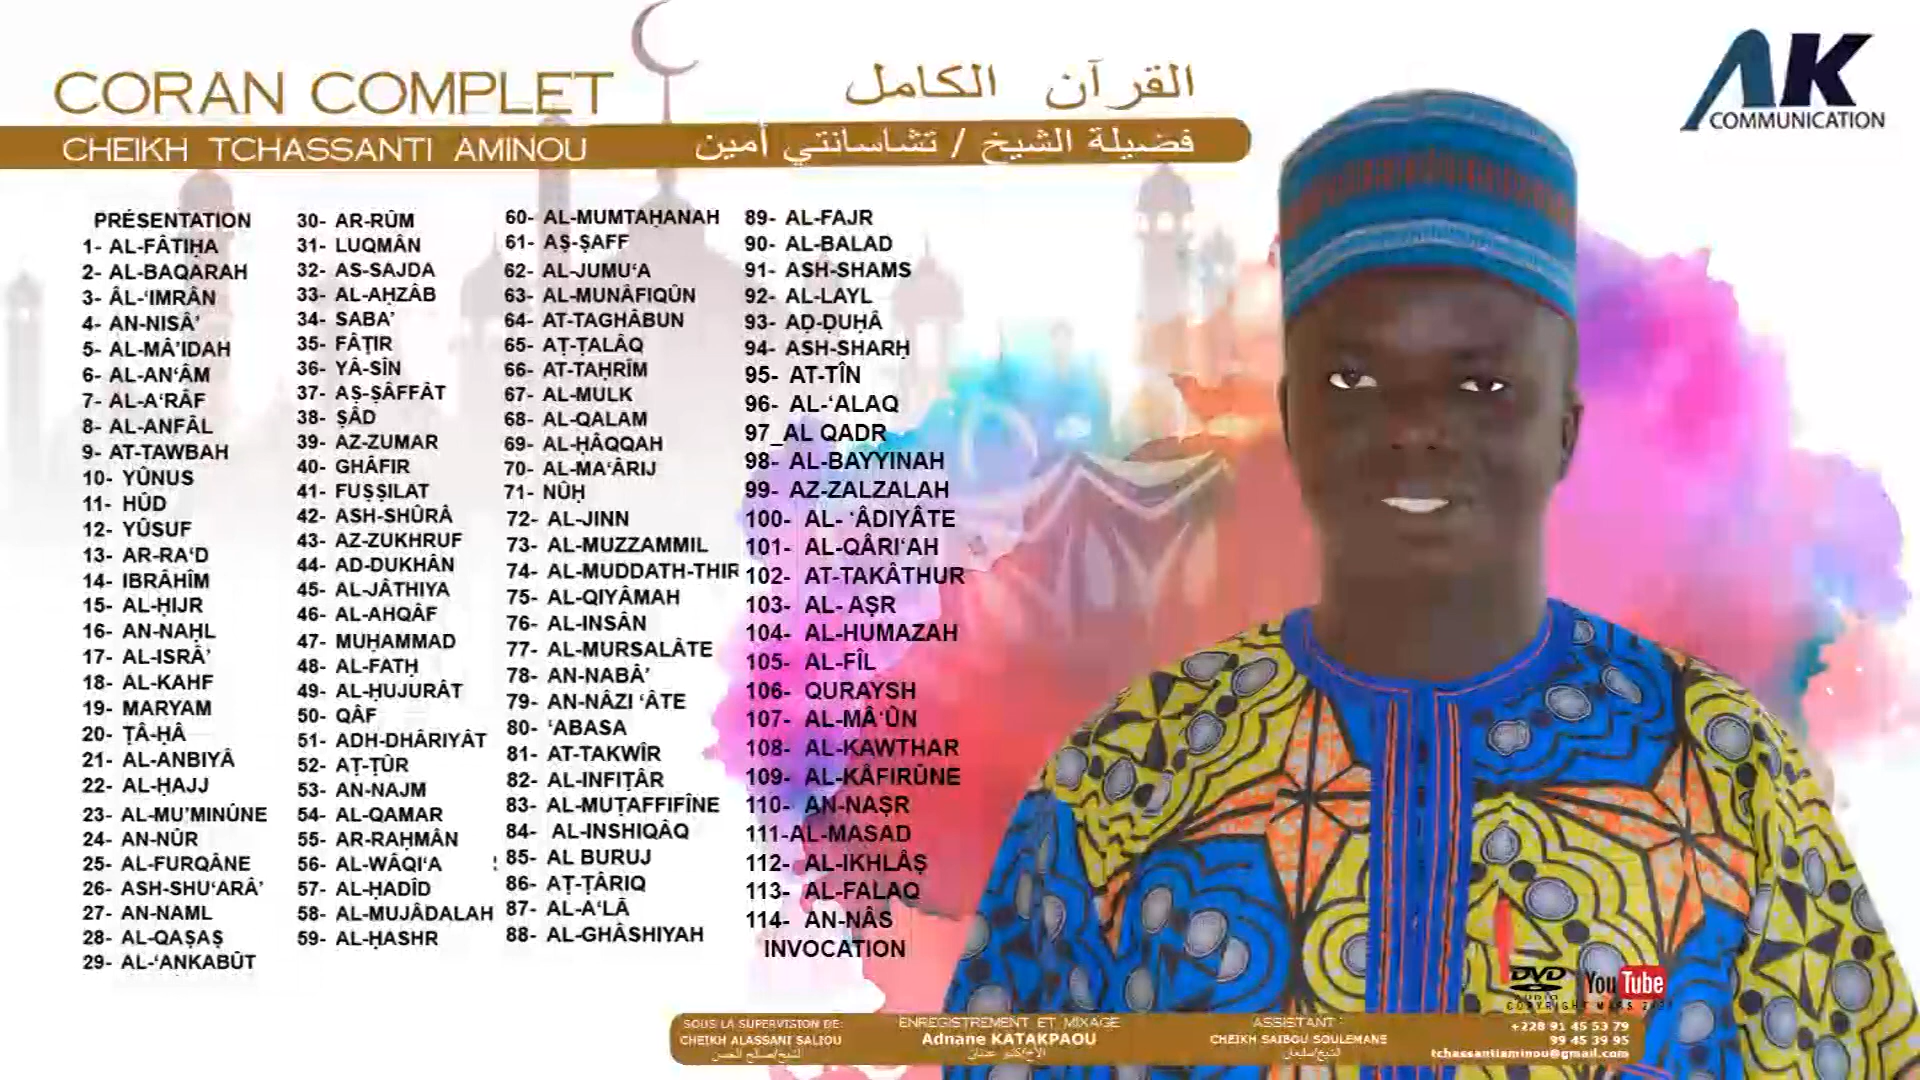 CORAN COMPLET
القرآن الكامل
CHEIKH TCHASSANTI AMINOU
فضيلة الشيخ / تشاسانتي أمين
AK
COMMUNICATION
PRÉSENTATION
1- AL-FÂTIḤA
2- AL-BAQARAH
3- ÂL-‘IMRÂN
4- AN-NISÂ’
5- AL-MÂ’IDAH
6- AL-AN‘ÂM
7- AL-A‘RÂF
8- AL-ANFÂL
9- AT-TAWBAH
10- YÛNUS
11- HÛD
12- YÛSUF
13- AR-RA‘D
14- IBRÂHÎM
15- AL-ḤIJR
16- AN-NAḤL
17- AL-ISRÂ’
18- AL-KAHF
19- MARYAM
20- ṬÂ-ḤÂ
21- AL-ANBIYÂ
22- AL-ḤAJJ
23- AL-MU’MINÛNE
24- AN-NÛR
25- AL-FURQÂNE
26- ASH-SHU‘ARÂ’
27- AN-NAML
28- AL-QAṢAṢ
29- AL-‘ANKABÛT
30- AR-RÛM
31- LUQMÂN
32- AS-SAJDA
33- AL-AḤZÂB
34- SABA’
35- FÂṬIR
36- YÂ-SÎN
37- AṢ-ṢÂFFÂT
38- ṢÂD
39- AZ-ZUMAR
40- GHÂFIR
41- FUṢṢILAT
42- ASH-SHÛRÂ
43- AZ-ZUKHRUF
44- AD-DUKHÂN
45- AL-JÂTHIYA
46- AL-AHQÂF
47- MUḤAMMAD
48- AL-FATḤ
49- AL-ḤUJURÂT
50- QÂF
51- ADH-DHÂRIYÂT
52- AṬ-ṬÛR
53- AN-NAJM
54- AL-QAMAR
55- AR-RAḤMÂN
56- AL-WÂQI‘A
57- AL-ḤADÎD
58- AL-MUJÂDALAH
59- AL-ḤASHR
60- AL-MUMTAḤANAH
61- AṢ-ṢAFF
62- AL-JUMU‘A
63- AL-MUNÂFIQÛN
64- AT-TAGHÂBUN
65- AṬ-ṬALÂQ
66- AT-TAḤRÎM
67- AL-MULK
68- AL-QALAM
69- AL-ḤÂQQAH
70- AL-MA‘ÂRIJ
71- NÛḤ
72- AL-JINN
73- AL-MUZZAMMIL
74- AL-MUDDATH-THIR
75- AL-QIYÂMAH
76- AL-INSÂN
77- AL-MURSALÂTE
78- AN-NABÂ’
79- AN-NÂZI ‘ÂTE
80- ‘ABASA
81- AT-TAKWÎR
82- AL-INFIṬÂR
83- AL-MUṬAFFIFÎNE
84- AL-INSHIQÂQ
85- AL BURUJ
86- AṬ-ṬÂRIQ
87- AL-A‘LÂ
88- AL-GHÂSHIYAH
89- AL-FAJR
90- AL-BALAD
91- ASH-SHAMS
92- AL-LAYL
93- AḌ-ḌUḤÂ
94- ASH-SHARḤ
95- AT-TÎN
96- AL-‘ALAQ
97_AL QADR
98- AL-BAYYINAH
99- AZ-ZALZALAH
100- AL- ‘ÂDIYÂTE
101- AL-QÂRI‘AH
102- AT-TAKÂTHUR
103- AL- AṢR
104- AL-HUMAZAH
105- AL-FÎL
106- QURAYSH
107- AL-MÂ‘ÛN
108- AL-KAWTHAR
109- AL-KÂFIRÛNE
110- AN-NAṢR
111-AL-MASAD
112- AL-IKHLÂṢ
113- AL-FALAQ
114- AN-NÂS
INVOCATION
DVD
AUDIO
YouTube
COPYRIGHT MARS
SOUS LA SUPERVISION DE:
CHEIKH ALASSANI SALIOU
ENREGISTREMENT ET MIXAGE
Adnane KATAKPAOU
ASSISTANT :
CHEIKH SAIBOU SOULEMANE
+228 91 45 53 79
99 45 39 95
tchassantiaminou@gmail.com